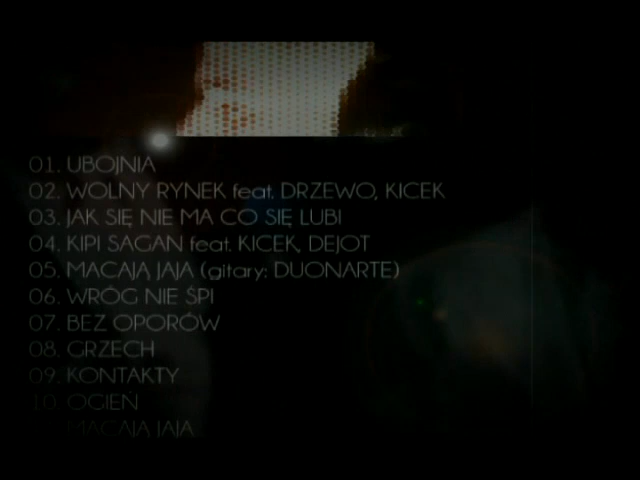 01. UBOJNIA
02. WOLNY RYNEK feat. DRZEWO, KICEK
03. JAK SIĘ NIE MA CO SIĘ LUBI
04. KIPI SAGAN feat. KICEK, DEJOT
05. MACAJĄ JAJA (gitary: DUONARTE)
06. WRÓG NIE ŚPI
07. BEZ OPORÓW
08. GRZECH
09. KONTAKTY
10. OGIEŃ
MACAJĄ JAJA